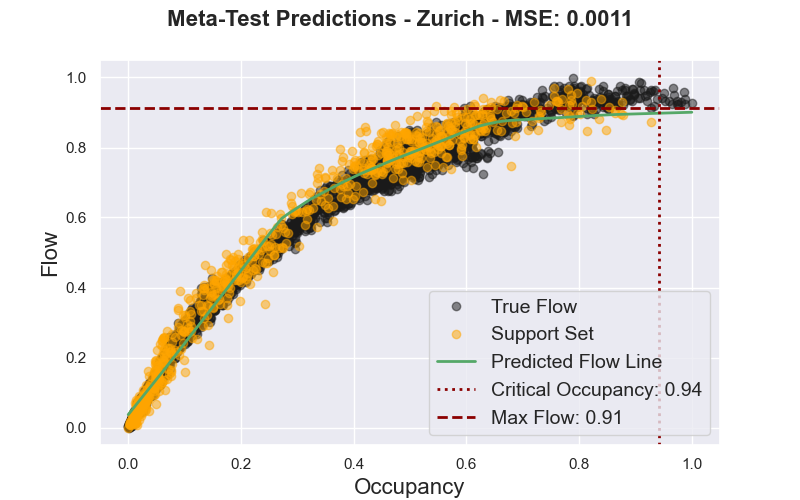 Meta-Test Predictions - Zurich - MSE: 0.0011
1.0
0.8
0.6
0.4
0.2
0.0
Flow
True Flow
Support Set
Predicted Flow Line
Critical Occupancy: 0.94
Max Flow: 0.91
0.0 0.2 0.4 0.6 0.8 1.0
Occupancy